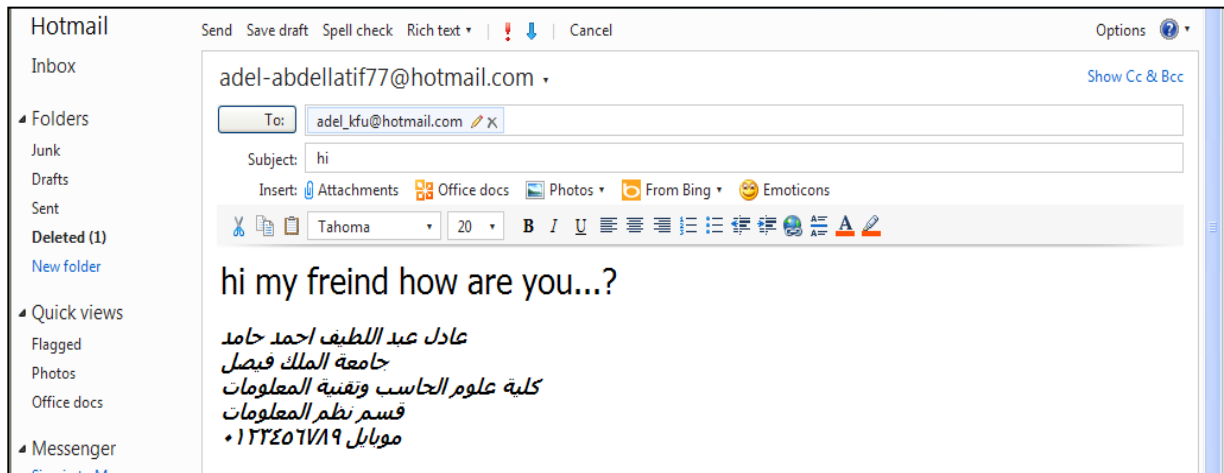 Hotmail
Send Save draft Spell check Rich text Cancel Options
Inbox
adel-abdellatif77@hotmail.com
Show Cc & Bcc
Folders
To: adel_kfu@hotmail.com
Junk
Subject: hi
Drafts
Insert: Attachments Office docs Photos From Bing Emoticons
Sent
Deleted (1)
Tahoma 20 B I U A
New folder
hi my freind how are you...?
Quick views
Flagged
Photos
Office docs
Messenger
عادل عبد اللطيف احمد حامد
جامعة الملك فيصل
كلية علوم الحاسب وتقنية المعلومات
قسم نظم المعلومات
موبايل ٠١٢٣٤٥٦٧٨٩